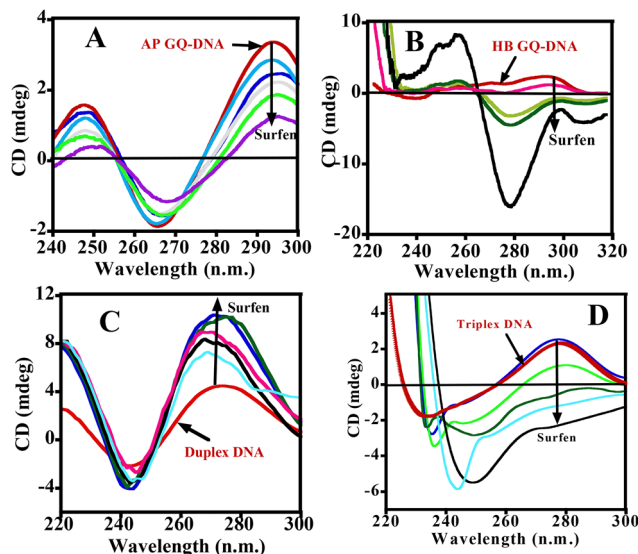 A
AP GQ-DNA
Surfen
CD (mdeg)
4
2
0
-2
240 250 260 270 280 290 300
Wavelength (n.m.)
B
HB GQ-DNA
Surfen
CD (mdeg)
10
0
-10
-20
220 240 260 280 300 320
Wavelength (n.m.)
C
Surfen
Duplex DNA
CD (mdeg)
12
8
4
0
-4
220 240 260 280 300
Wavelength (n.m.)
D
Triplex DNA
Surfen
CD (mdeg)
4
2
0
-2
-4
-6
220 240 260 280 300
Wavelength (n.m.)